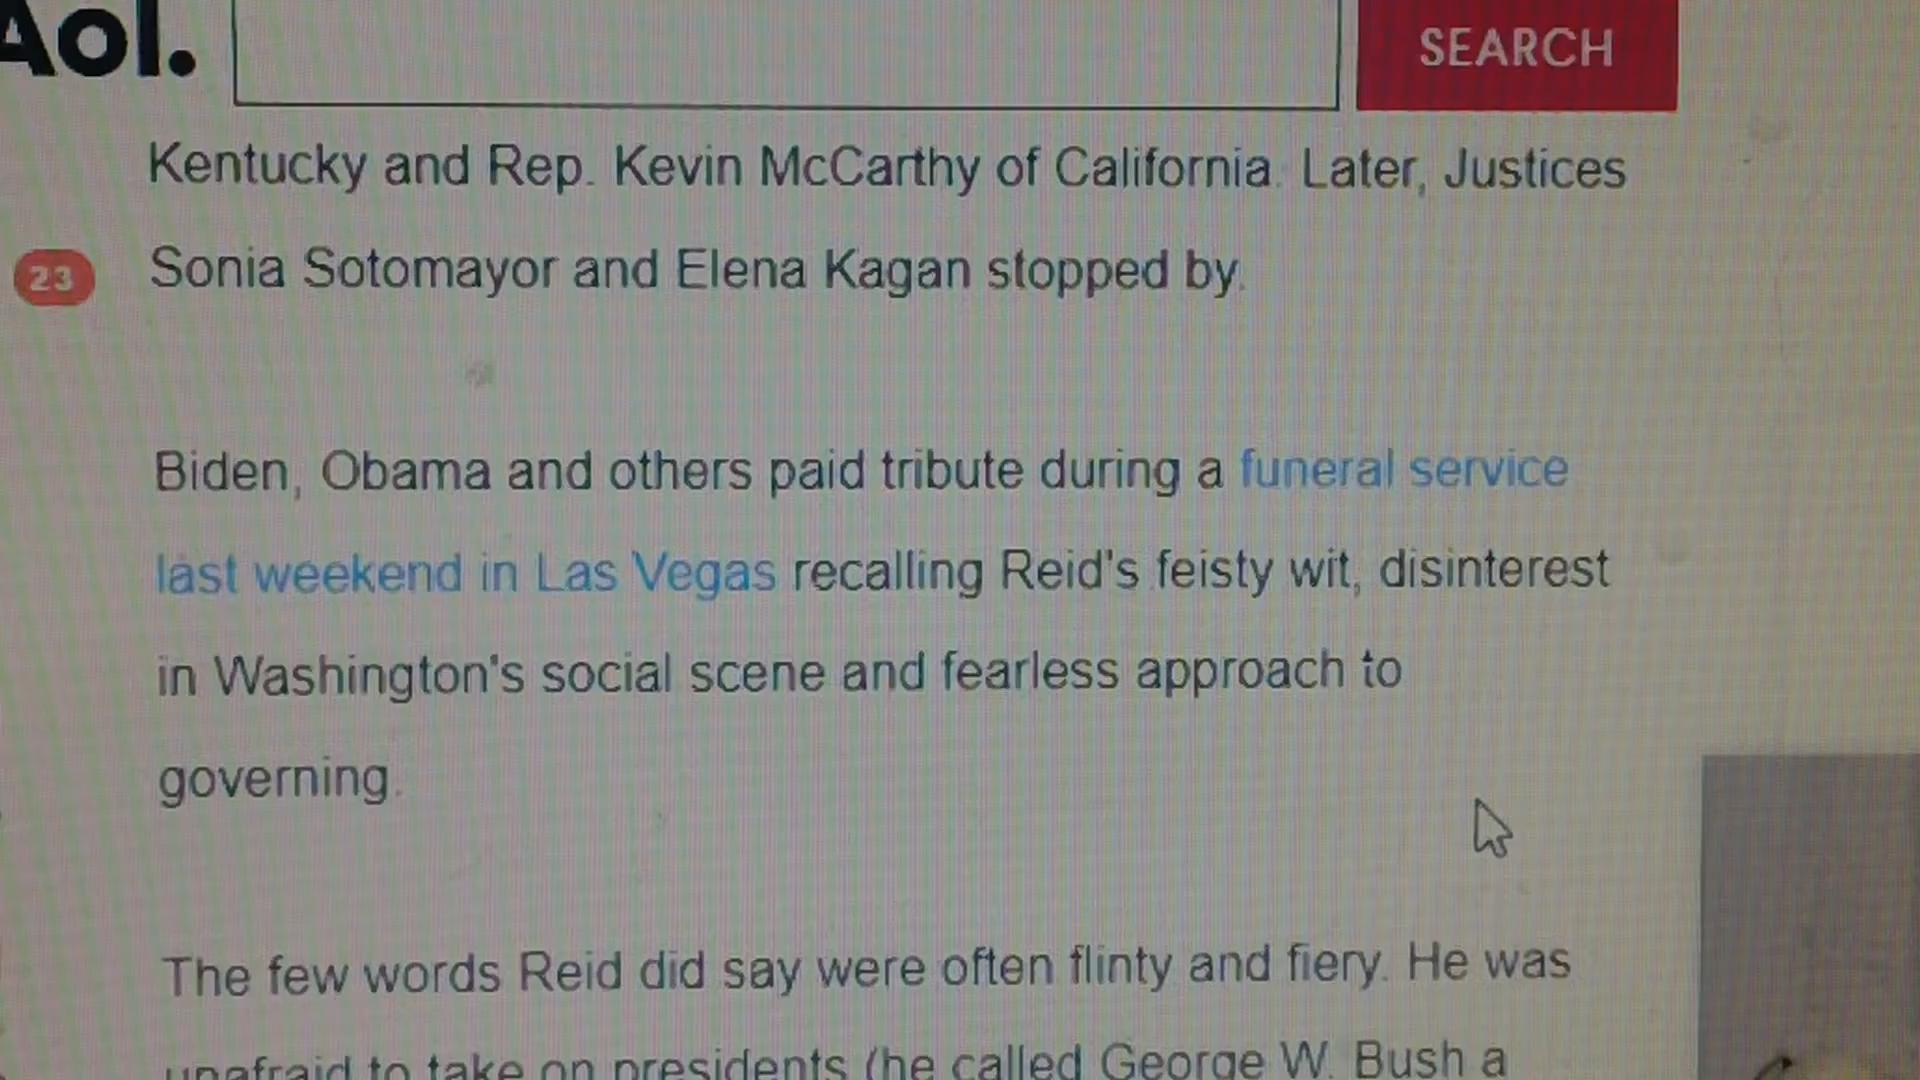 Aol.
SEARCH
Kentucky and Rep. Kevin McCarthy of California. Later, Justices
23
Sonia Sotomayor and Elena Kagan stopped by.
Biden, Obama and others paid tribute during a funeral service
last weekend in Las Vegas recalling Reid's feisty wit, disinterest
in Washington's social scene and fearless approach to
governing.
The few words Reid did say were often flinty and fiery. He was
unafraid to take on presidents (he called George W. Bush a